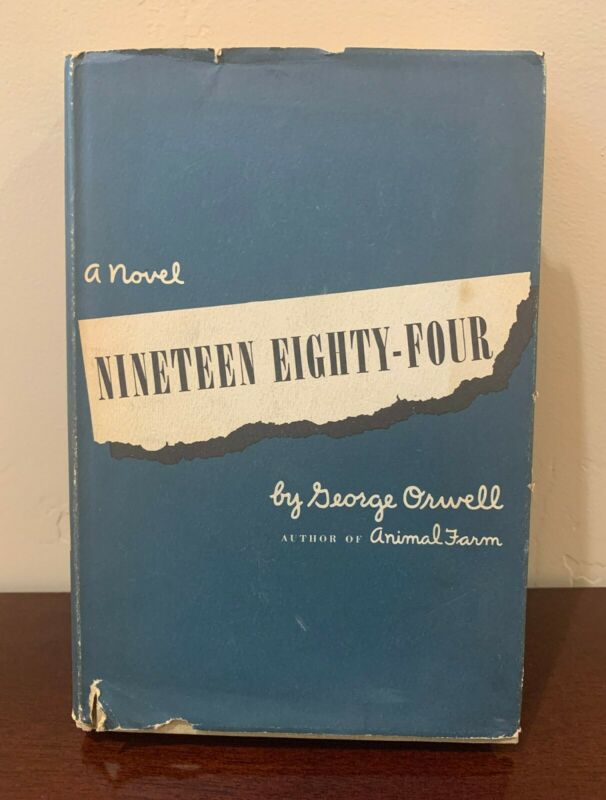 a Novel
NINETEEN EIGHTY-FOUR
by George Orwell
AUTHOR OF Animal Farm